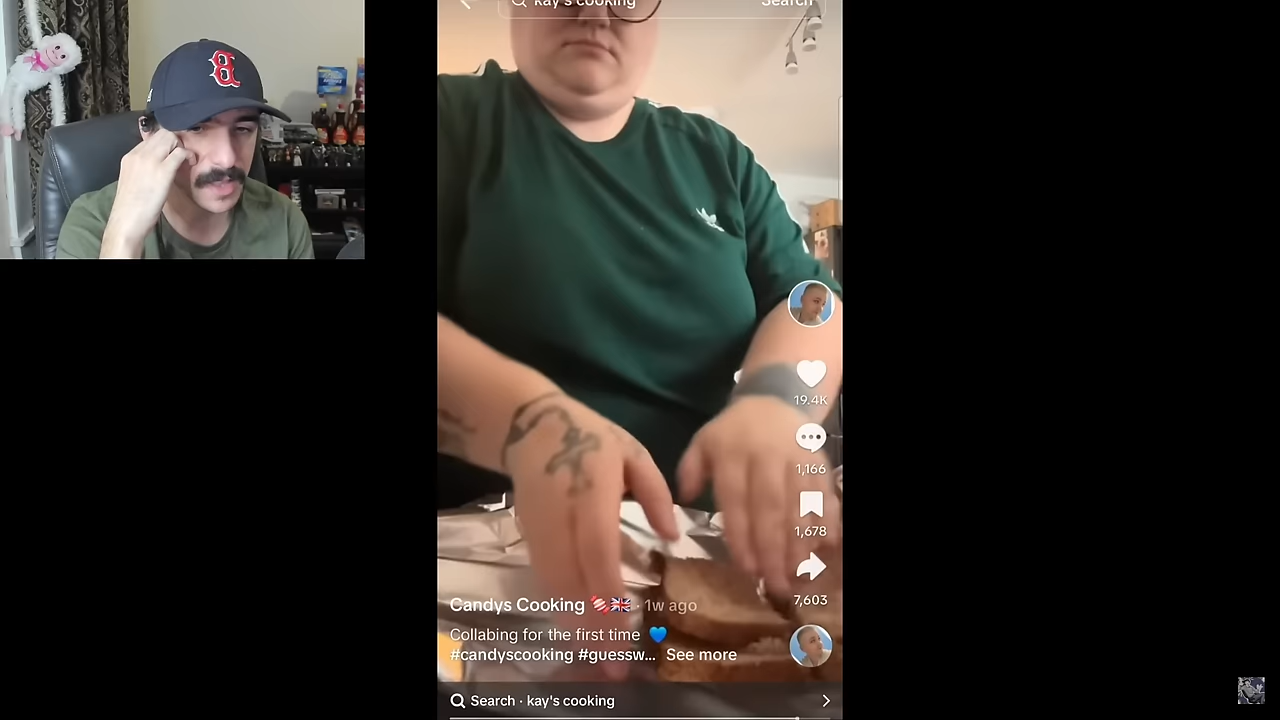 kay's cooking
Search
B
19.4K
1,166
1,678
7,603
Candys Cooking 🍬🇬🇧 · 1w ago
Collabing for the first time 💙
#candyscooking #guessw... See more
Search · kay's cooking